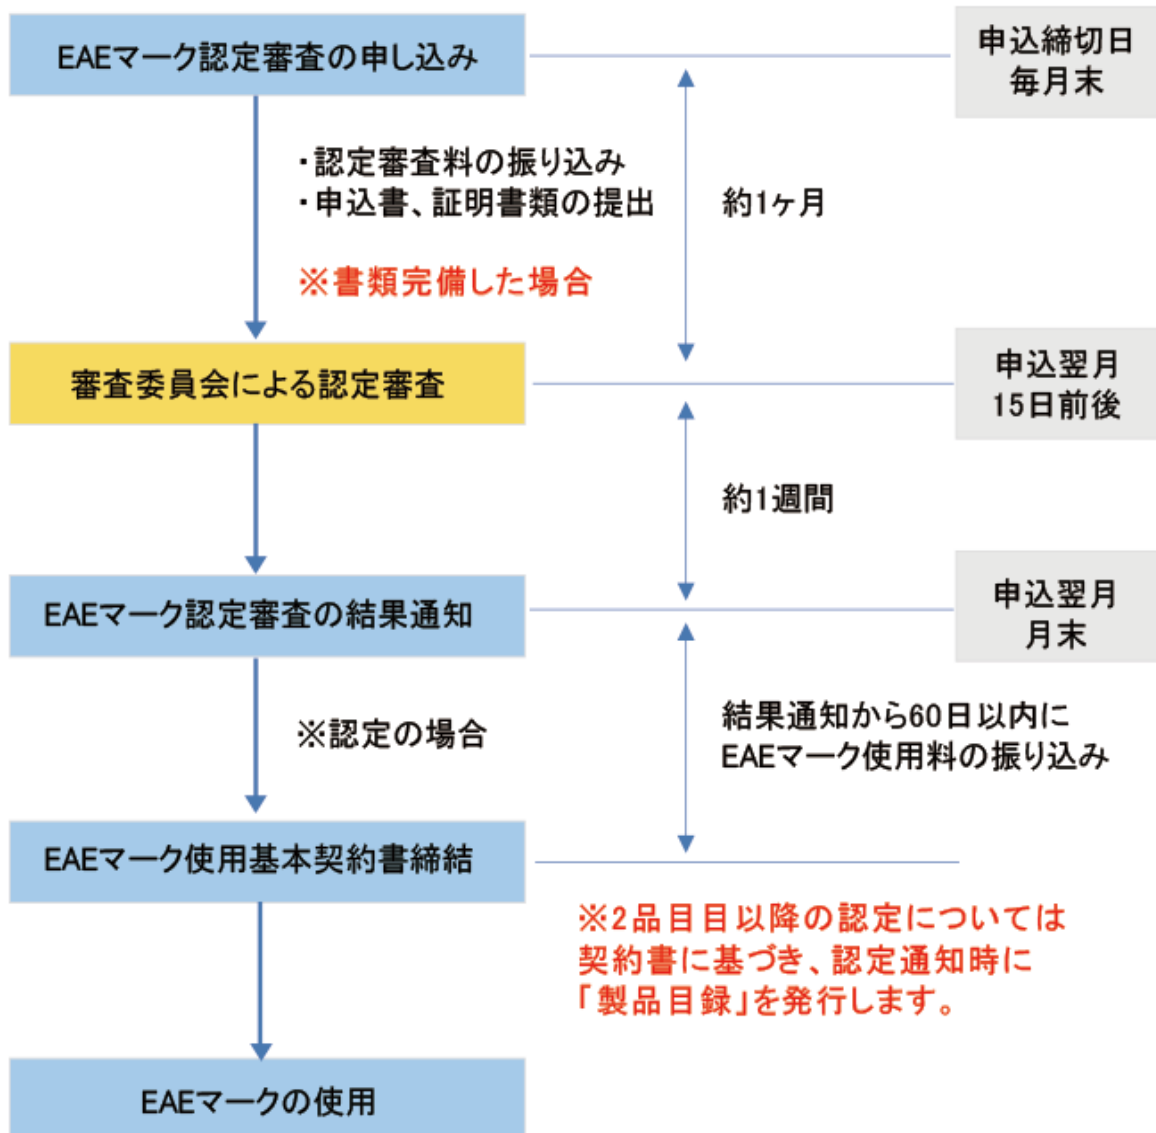 EAEマーク認定審査の申し込み
申込締切日
毎月末
・認定審査料の振り込み
・申込書、証明書類の提出
約1ヶ月
※書類完備した場合
審査委員会による認定審査
申込翌月
15日前後
約1週間
EAEマーク認定審査の結果通知
申込翌月
月末
※認定の場合
結果通知から60日以内に
EAEマーク使用料の振り込み
EAEマーク使用基本契約書締結
※2品目目以降の認定については
契約書に基づき、認定通知時に
「製品目録」を発行します。
EAEマークの使用